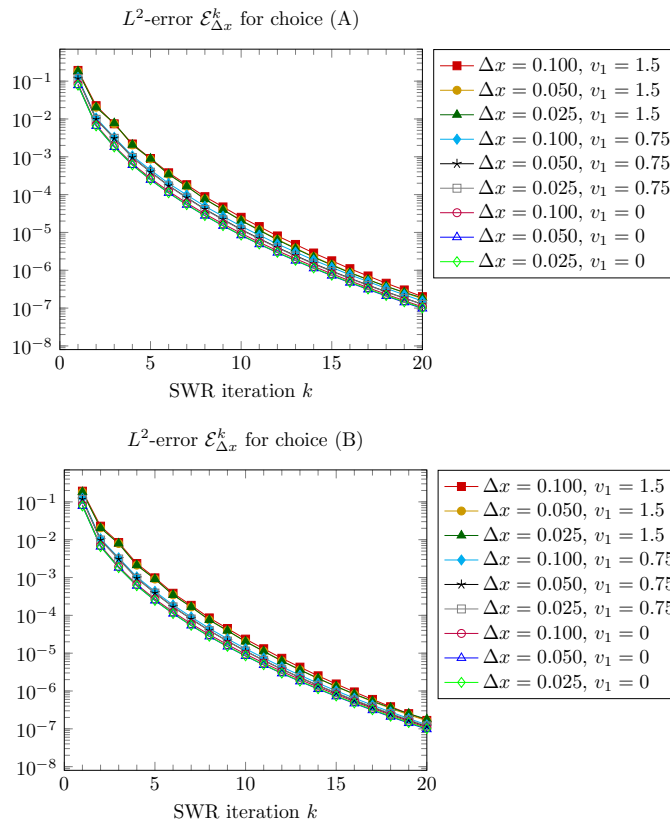 L²-error 𝓔ᵏ_Δx for choice (A)
10⁻¹
10⁻²
10⁻³
10⁻⁴
10⁻⁵
10⁻⁶
10⁻⁷
10⁻⁸
0 5 10 15 20
SWR iteration k
Δx = 0.100, v₁ = 1.5
Δx = 0.050, v₁ = 1.5
Δx = 0.025, v₁ = 1.5
Δx = 0.100, v₁ = 0.75
Δx = 0.050, v₁ = 0.75
Δx = 0.025, v₁ = 0.75
Δx = 0.100, v₁ = 0
Δx = 0.050, v₁ = 0
Δx = 0.025, v₁ = 0
L²-error 𝓔ᵏ_Δx for choice (B)
10⁻¹
10⁻²
10⁻³
10⁻⁴
10⁻⁵
10⁻⁶
10⁻⁷
10⁻⁸
0 5 10 15 20
SWR iteration k
Δx = 0.100, v₁ = 1.5
Δx = 0.050, v₁ = 1.5
Δx = 0.025, v₁ = 1.5
Δx = 0.100, v₁ = 0.75
Δx = 0.050, v₁ = 0.75
Δx = 0.025, v₁ = 0.75
Δx = 0.100, v₁ = 0
Δx = 0.050, v₁ = 0
Δx = 0.025, v₁ = 0